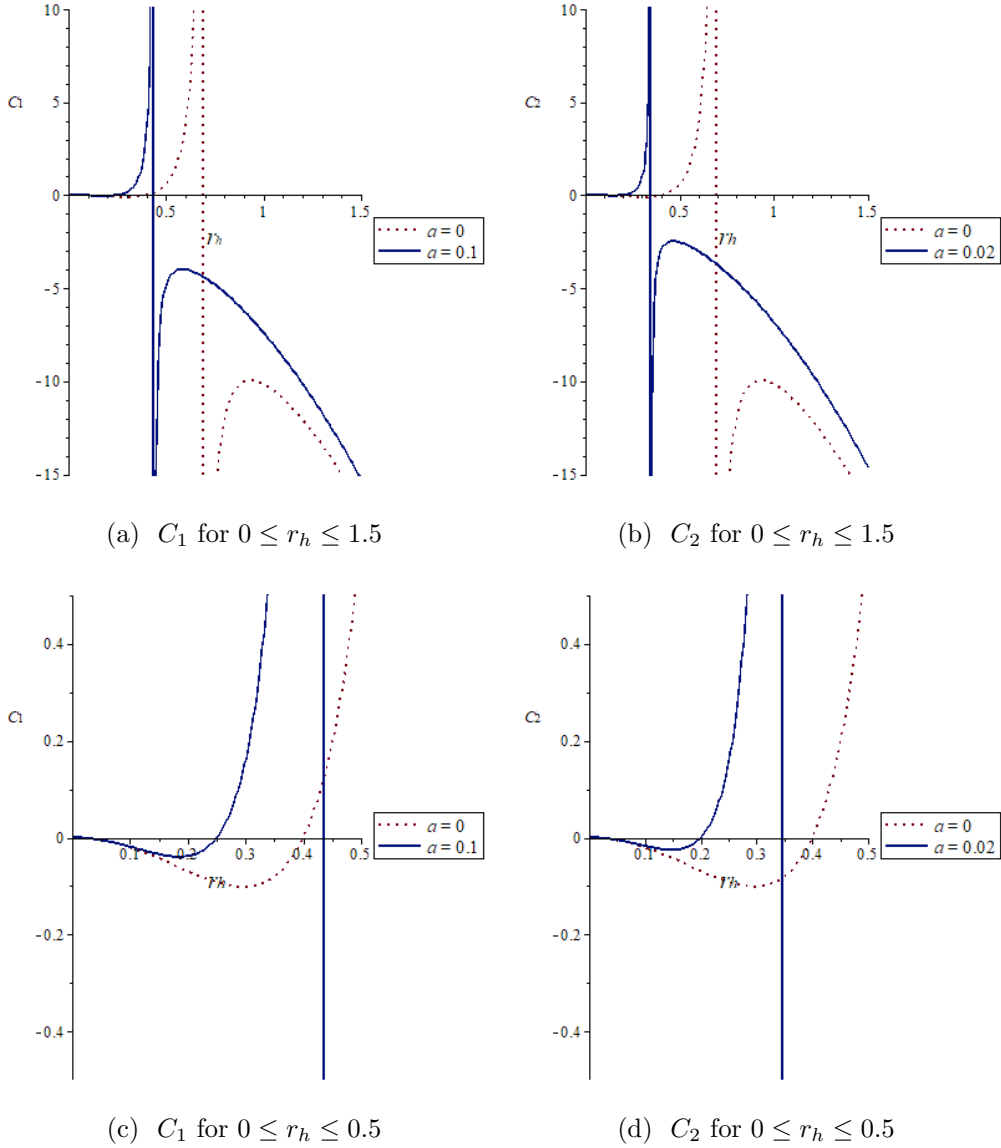 10
5
C1
0
0.5
1
1.5
rh
-5
-10
-15
a = 0
a = 0.1
(a) C1 for 0 ≤ rh ≤ 1.5
10
5
C2
0
0.5
1
1.5
rh
-5
-10
-15
a = 0
a = 0.02
(b) C2 for 0 ≤ rh ≤ 1.5
0.4
C1
0.2
0
0.1
0.2
0.3
0.4
0.5
rh
-0.2
-0.4
a = 0
a = 0.1
(c) C1 for 0 ≤ rh ≤ 0.5
0.4
C2
0.2
0
0.1
0.2
0.3
0.4
0.5
rh
-0.2
-0.4
a = 0
a = 0.02
(d) C2 for 0 ≤ rh ≤ 0.5